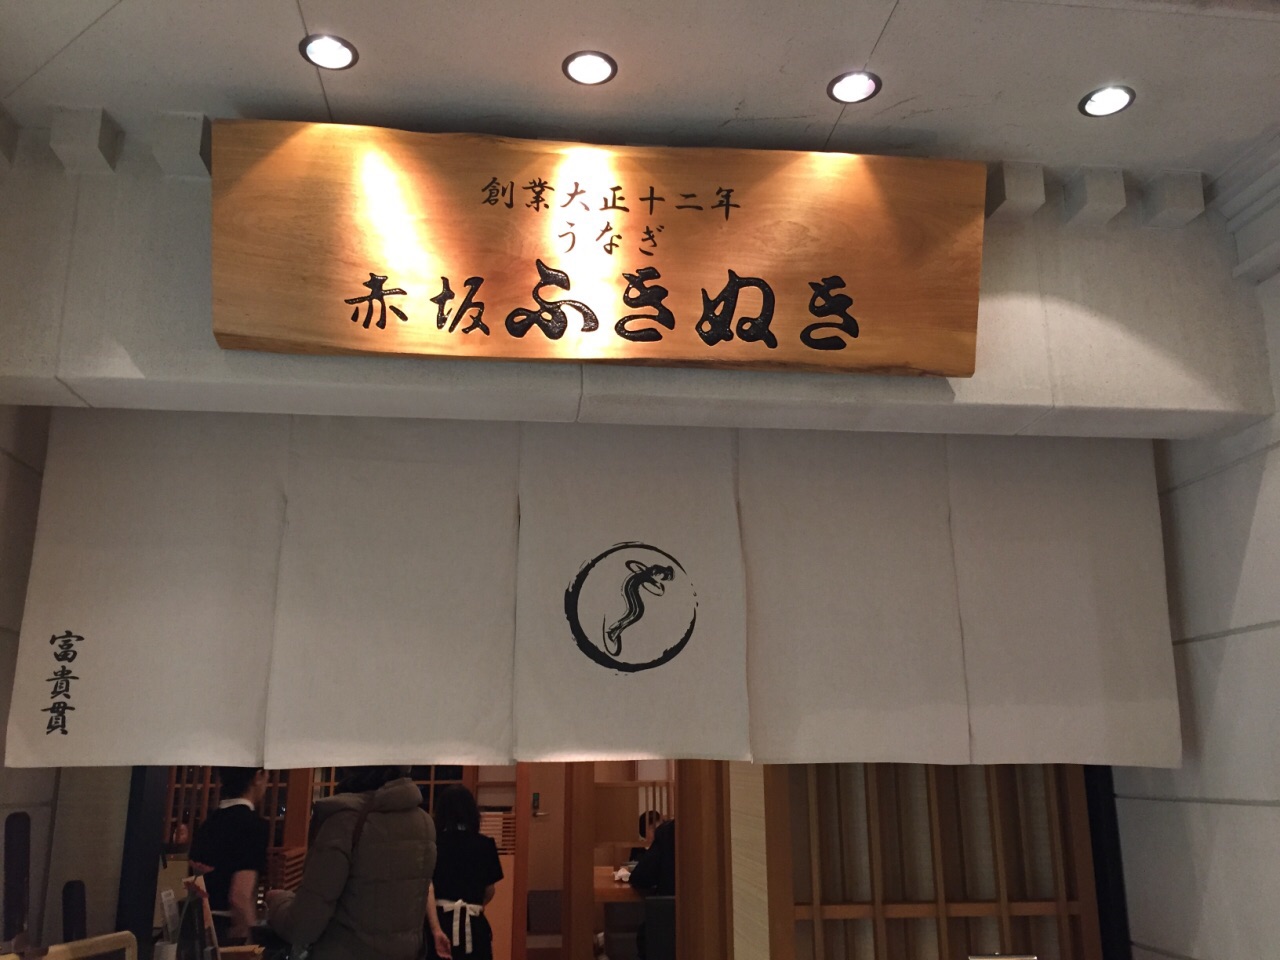 創業大正十二年
うなぎ
赤坂ふきぬき
富貴貫